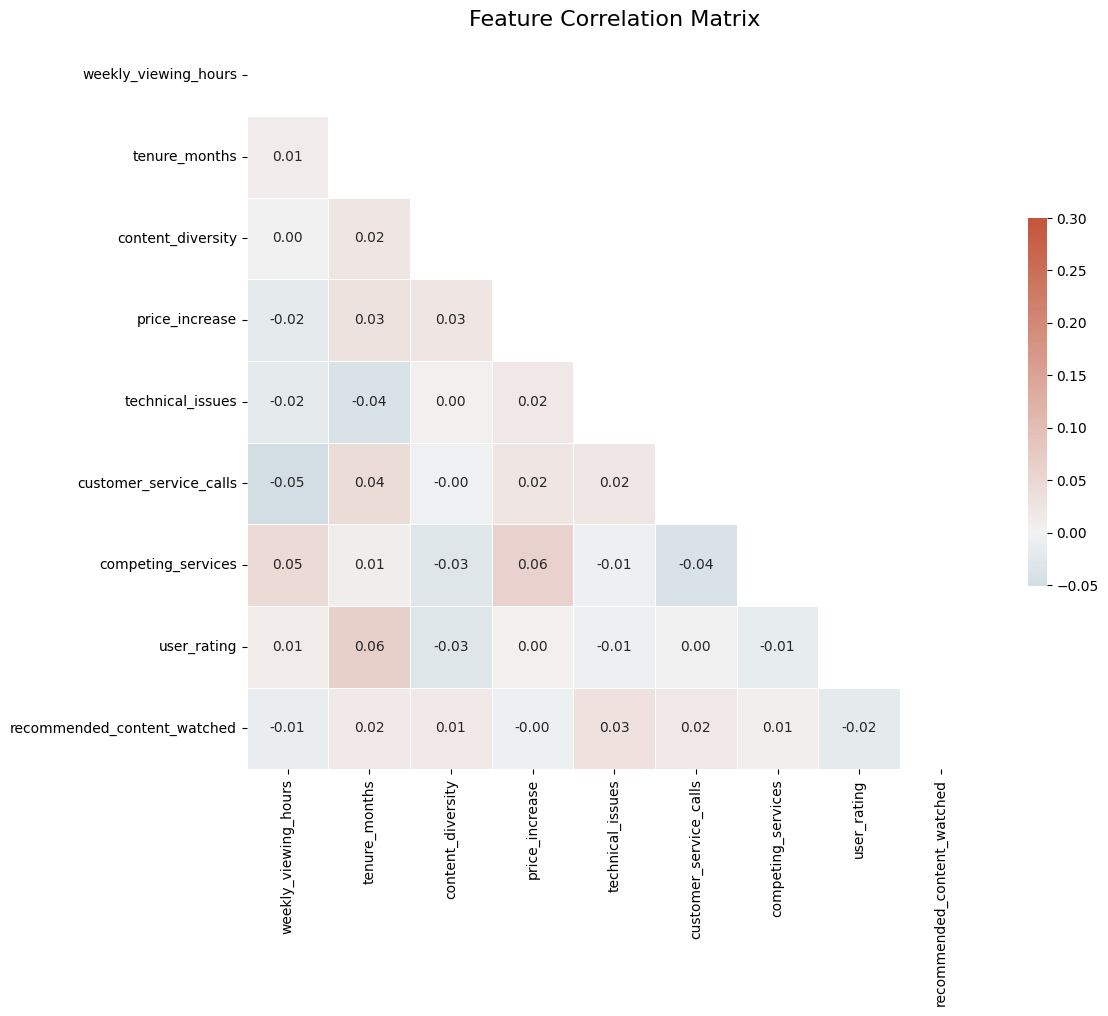 Feature Correlation Matrix
weekly_viewing_hours
tenure_months 0.01
content_diversity 0.00 0.02
price_increase -0.02 0.03 0.03
technical_issues -0.02 -0.04 0.00 0.02
customer_service_calls -0.05 0.04 -0.00 0.02 0.02
competing_services 0.05 0.01 -0.03 0.06 -0.01 -0.04
user_rating 0.01 0.06 -0.03 0.00 -0.01 0.00 -0.01
recommended_content_watched -0.01 0.02 0.01 -0.00 0.03 0.02 0.01 -0.02
weekly_viewing_hours
tenure_months
content_diversity
price_increase
technical_issues
customer_service_calls
competing_services
user_rating
recommended_content_watched
0.30
0.25
0.20
0.15
0.10
0.05
0.00
−0.05